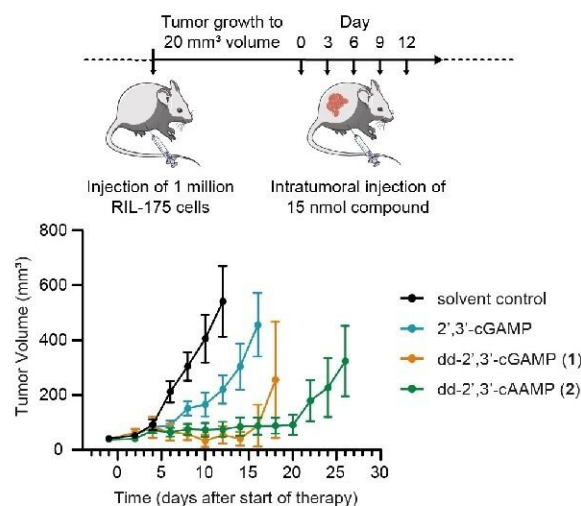 Tumor growth to
20 mm³ volume
Day
0 3 6 9 12
Injection of 1 million
RIL-175 cells
Intratumoral injection of
15 nmol compound
Tumor Volume (mm³)
800
600
400
200
0
0 5 10 15 20 25 30
Time (days after start of therapy)
solvent control
2',3'-cGAMP
dd-2',3'-cGAMP (1)
dd-2',3'-cAAMP (2)